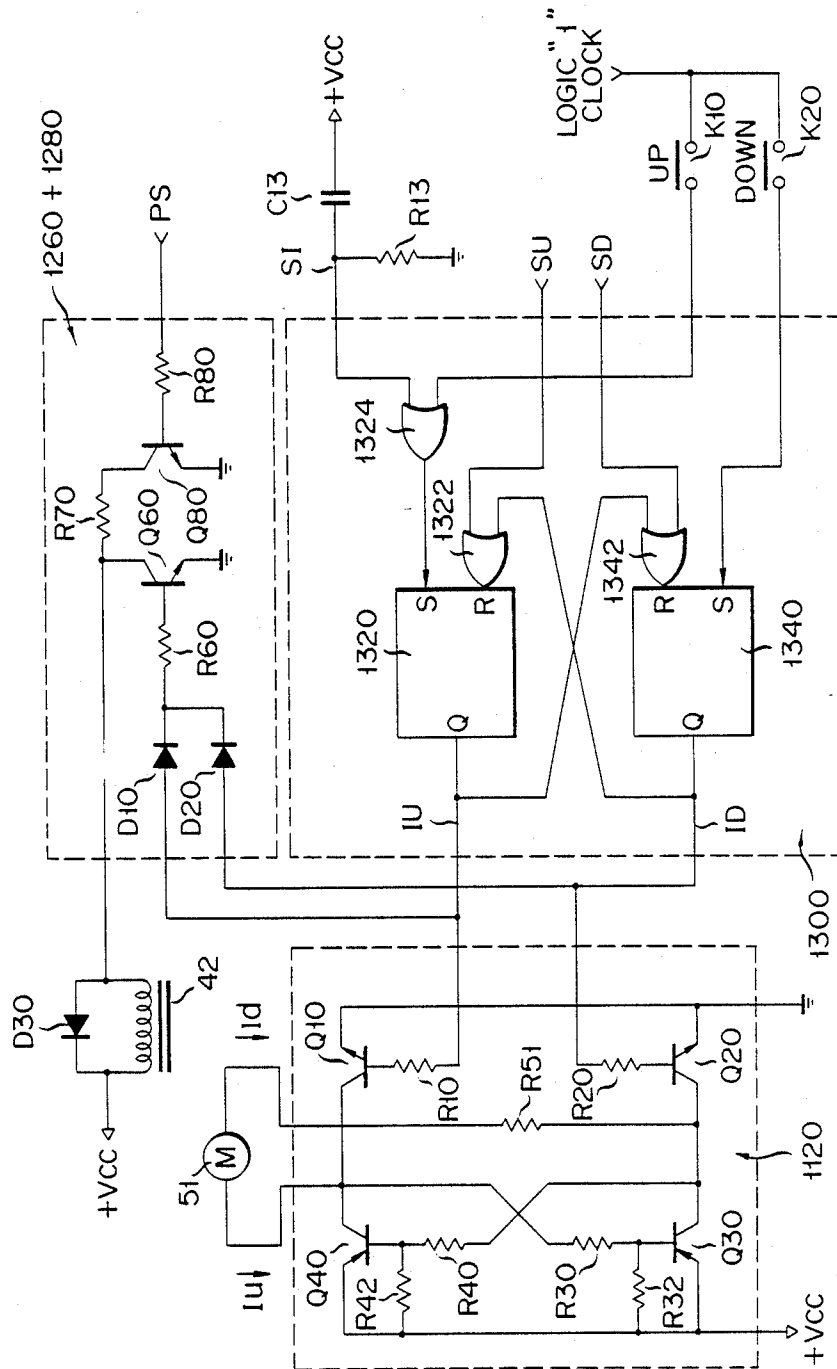 +VCC
51
M
Iu
Id
+VCC
D30
42
Q40
Q10
R42
R40
R10
R51
R30
R20
R32
Q30
Q20
1120
1260 + 1280
D10
D20
R60
R70
Q60
Q80
R80
PS
IU
ID
1300
Q
1320
S
R
1322
1324
Q
1340
R
S
1342
SI
C13
+VCC
R13
SU
SD
LOGIC "1"
CLOCK
UP
K10
DOWN
K20